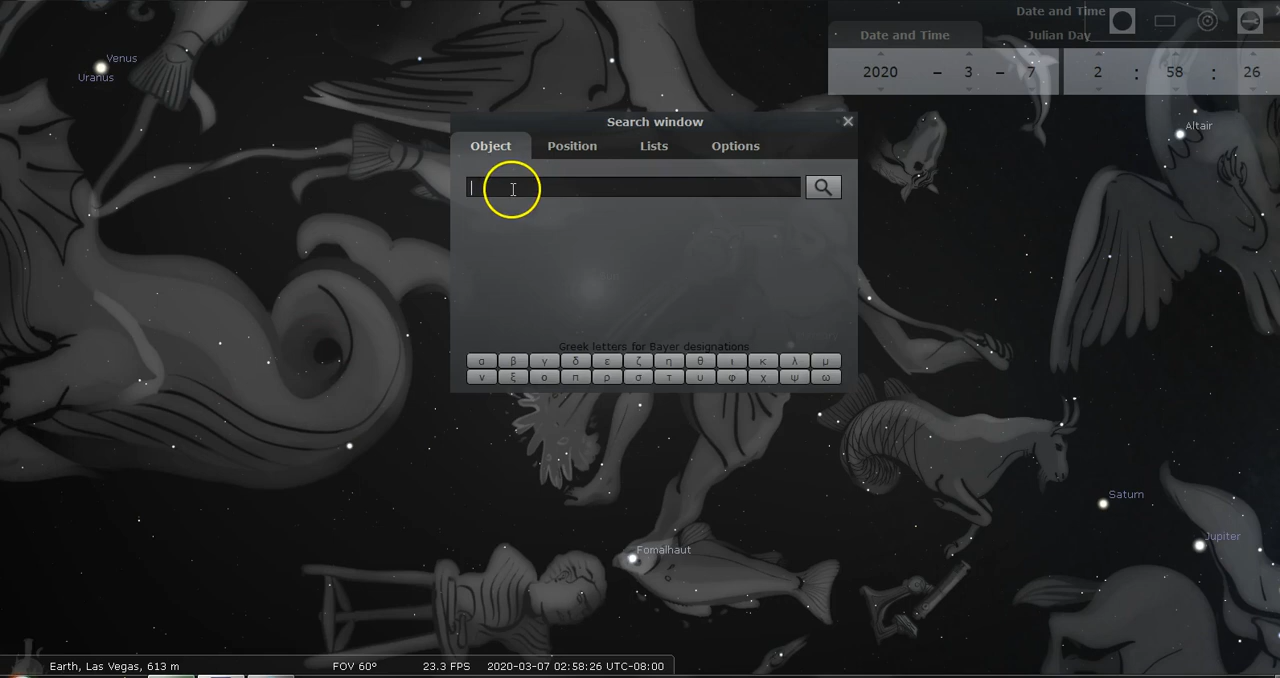 Date and Time
Date and Time
Julian Day
2020 - 3 - 7
2 : 58 : 26
Venus
Uranus
Altair
Search window
Object
Position
Lists
Options
Greek letters for Bayer designations
α β γ δ ε ζ η θ ι κ λ μ
ν ξ ο π ρ σ τ υ φ χ ψ ω
Saturn
Jupiter
Fomalhaut
Earth, Las Vegas, 613 m
FOV 60°
23.3 FPS
2020-03-07 02:58:26 UTC-08:00